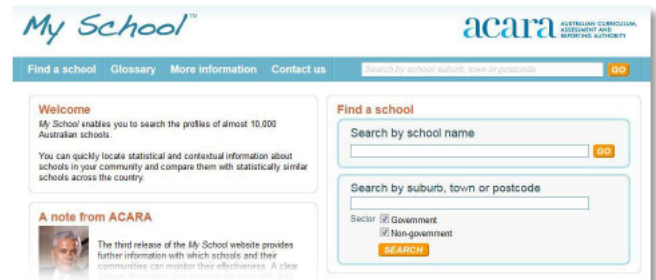 My School™
acara AUSTRALIAN CURRICULUM,
ASSESSMENT AND
REPORTING AUTHORITY
Find a school Glossary More information Contact us Search by school, suburb, town or postcode GO
Welcome
My School enables you to search the profiles of almost 10,000
Australian schools.
You can quickly locate statistical and contextual information about
schools in your community and compare them with statistically similar
schools across the country.
A note from ACARA
The third release of the My School website provides
further information with which schools and their
communities can monitor their effectiveness. A clear
Find a school
Search by school name
GO
Search by suburb, town or postcode
Sector Government
Non-government
SEARCH